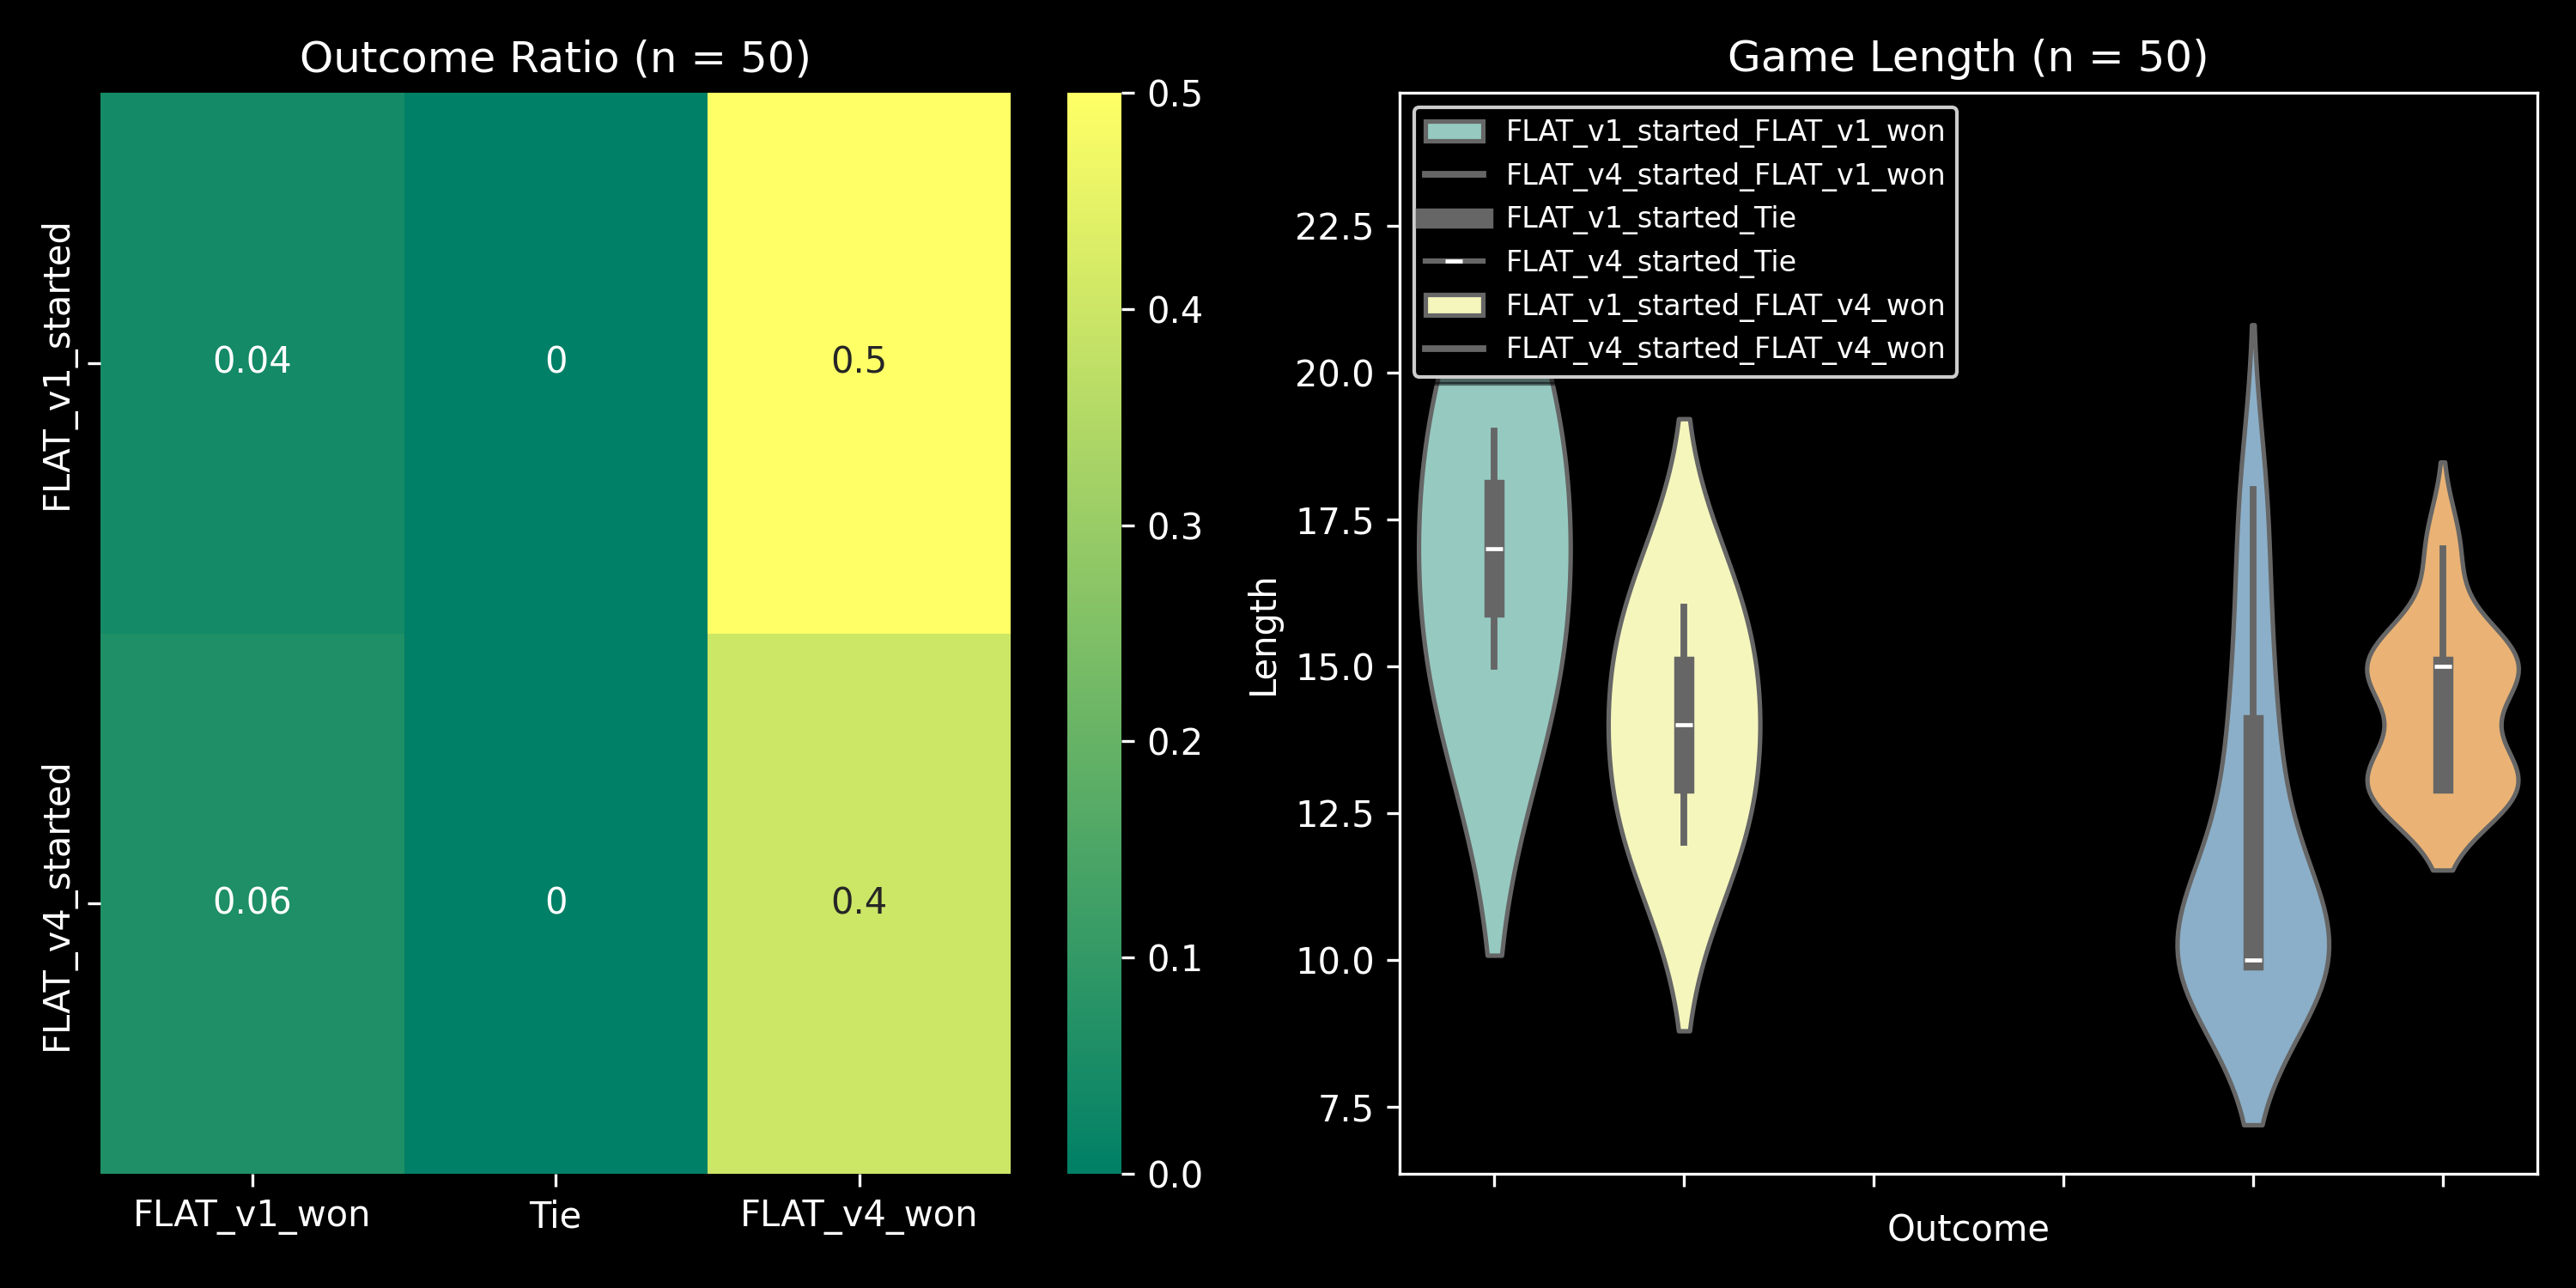 Outcome Ratio (n = 50)
FLAT_v1_started
FLAT_v4_started
0.04
0
0.5
0.06
0
0.4
FLAT_v1_won
Tie
FLAT_v4_won
0.5
0.4
0.3
0.2
0.1
0.0
Game Length (n = 50)
FLAT_v1_started_FLAT_v1_won
FLAT_v4_started_FLAT_v1_won
FLAT_v1_started_Tie
FLAT_v4_started_Tie
FLAT_v1_started_FLAT_v4_won
FLAT_v4_started_FLAT_v4_won
Length
22.5
20.0
17.5
15.0
12.5
10.0
7.5
Outcome